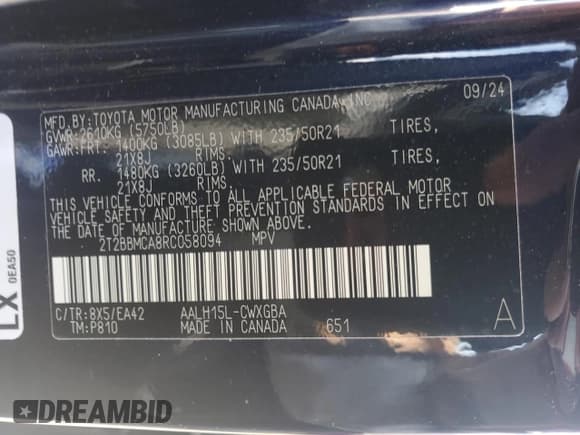 09/24
MFD.BY:TOYOTA MOTOR MANUFACTURING CANADA,INC.
GVWR:2610KG (5750LB)
GAWR:FRT. 1400KG (3085LB) WITH 235/50R21 TIRES,
21X8J RIMS.
RR. 1480KG (3260LB) WITH 235/50R21 TIRES,
21X8J RIMS.
THIS VEHICLE CONFORMS TO ALL APPLICABLE FEDERAL MOTOR
VEHICLE SAFETY AND THEFT PREVENTION STANDARDS IN EFFECT ON
THE DATE OF MANUFACTURE SHOWN ABOVE.
2T2BBMCA8RC058094 MPV
C/TR:8X5/EA42 AALH15L-CWXGBA
TM:P810 MADE IN CANADA 651 A
LX
0EA50
DREAMBID